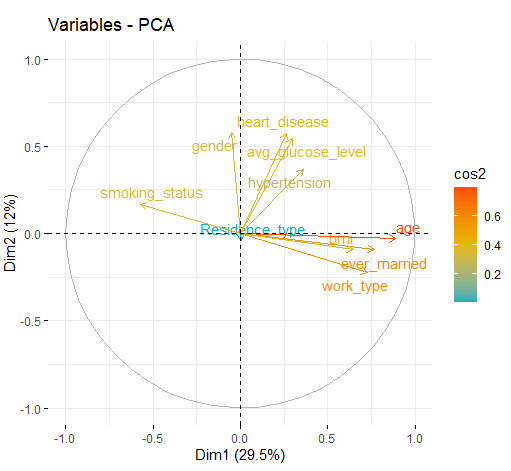 Variables - PCA
1.0
0.5
0.0
-0.5
-1.0
Dim2 (12%)
heart_disease
gender
avg_glucose_level
hypertension
smoking_status
Residence_type
age
bmi
ever_married
work_type
-1.0
-0.5
0.0
0.5
1.0
Dim1 (29.5%)
cos2
0.6
0.4
0.2